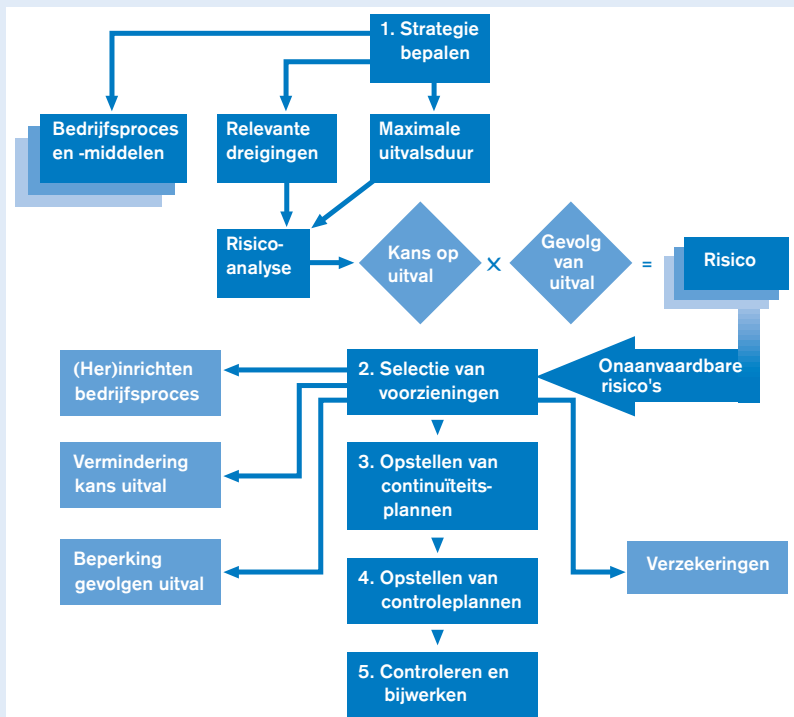 1. Strategie
bepalen
Bedrijfsproces
en -middelen
Relevante
dreigingen
Maximale
uitvalsduur
Risico-
analyse
Kans op
uitval
×
Gevolg
van
uitval
=
Risico
Onaanvaardbare
risico's
2. Selectie van
voorzieningen
(Her)inrichten
bedrijfsproces
Vermindering
kans uitval
Beperking
gevolgen uitval
Verzekeringen
3. Opstellen van
continuïteits-
plannen
4. Opstellen van
controleplannen
5. Controleren en
bijwerken